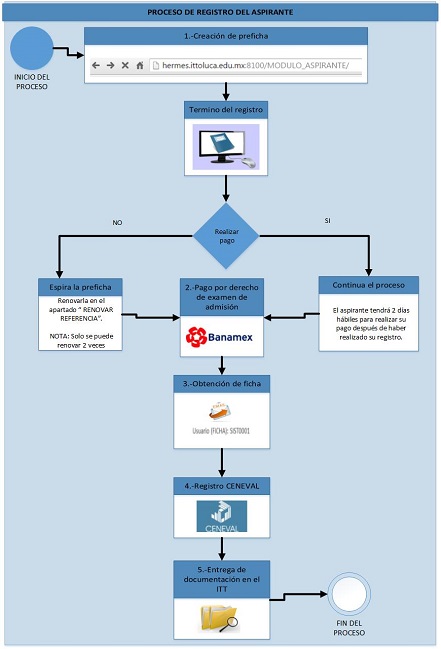 PROCESO DE REGISTRO DEL ASPIRANTE
1.-Creación de preficha
hermes.ittoluca.edu.mx:8100/MODULO_ASPIRANTE/
INICIO DEL
PROCESO
Termino del registro
Realizar
pago
NO
SI
Espira la preficha
Renovarla en el
apartado “ RENOVAR
REFERENCIA”.
NOTA: Solo se puede
renovar 2 veces
2.-Pago por derecho
de examen de
admisión
Banamex
Continua el proceso
El aspirante tendrá 2 días
hábiles para realizar su
pago después de haber
realizado su registro.
3.-Obtención de ficha
Usuario (FICHA): SIST0001
4.-Registro CENEVAL
CENEVAL
5.-Entrega de
documentación en el
ITT
FIN DEL
PROCESO